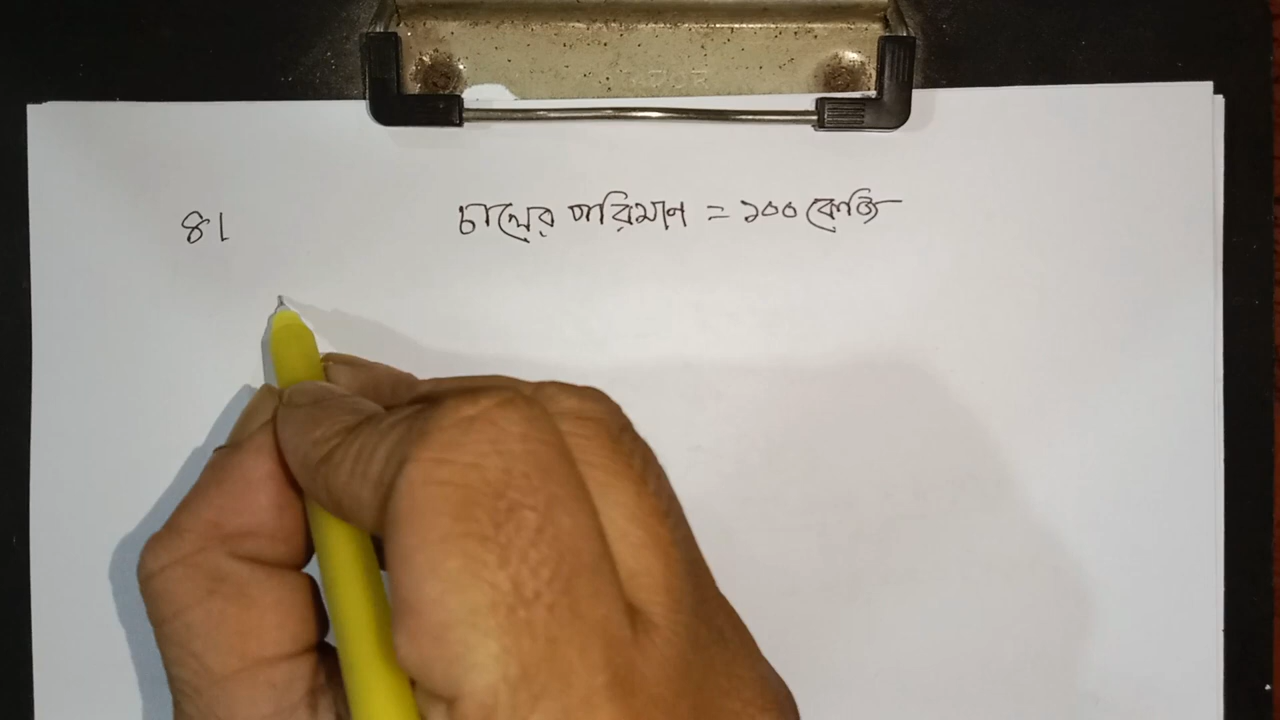 ৪। চালের পরিমাণ = ১০০ কেজি